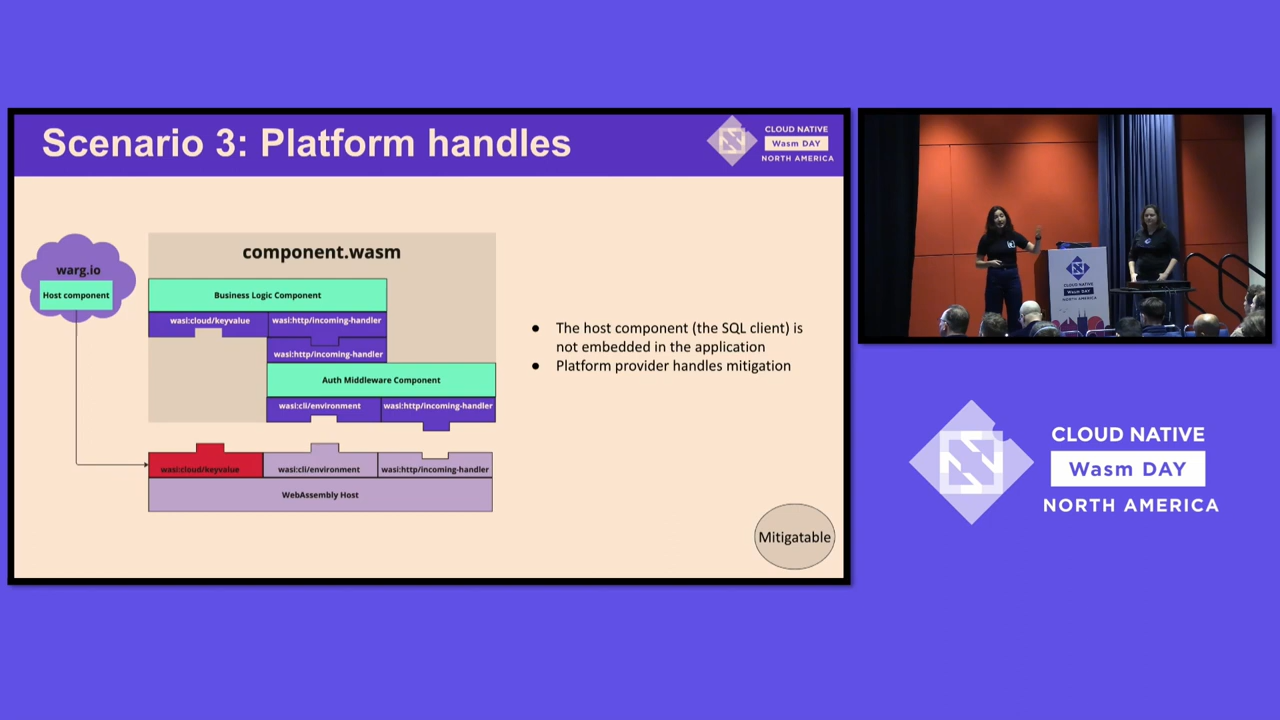 Scenario 3: Platform handles
CLOUD NATIVE
Wasm DAY
NORTH AMERICA
warg.io
Host component
component.wasm
Business Logic Component
wasi:cloud/keyvalue
wasi:http/incoming-handler
wasi:http/incoming-handler
Auth Middleware Component
wasi:cli/environment
wasi:http/incoming-handler
wasi:cloud/keyvalue
wasi:cli/environment
wasi:http/incoming-handler
WebAssembly Host
● The host component (the SQL client) is
not embedded in the application
● Platform provider handles mitigation
Mitigatable
CLOUD NATIVE
Wasm DAY
NORTH AMERICA